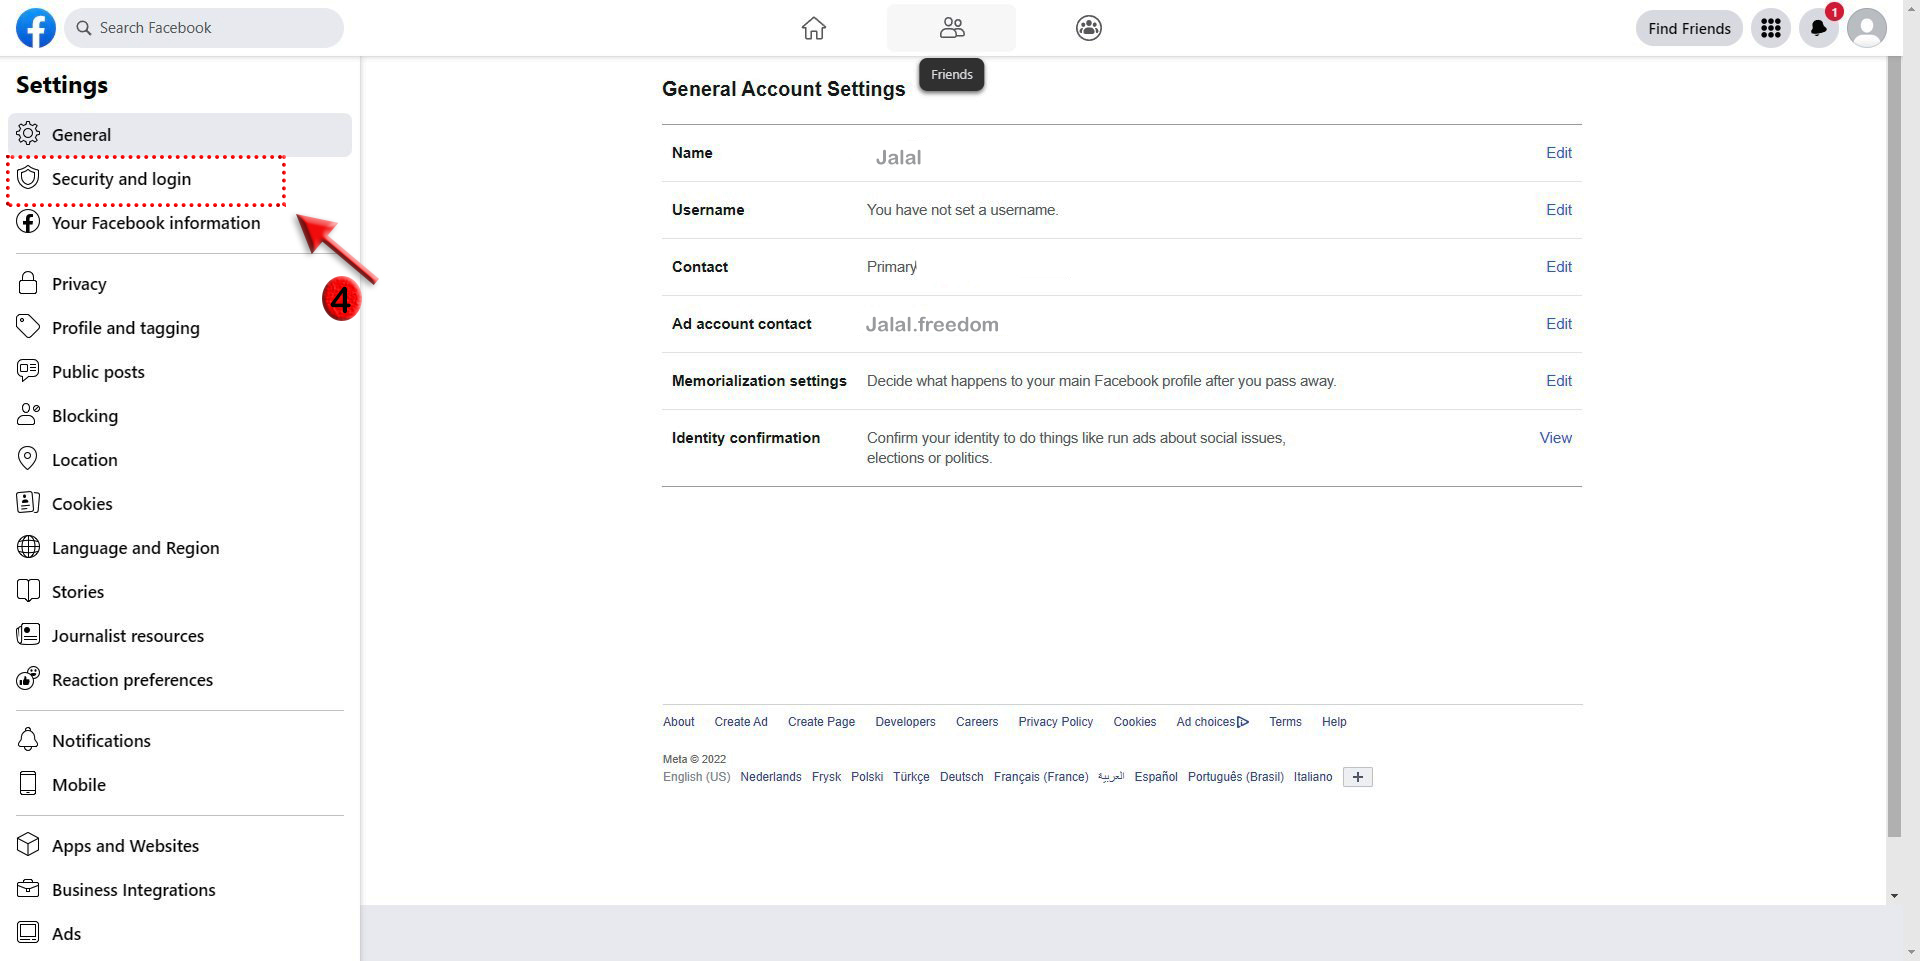 Search Facebook
Find Friends
1
Friends
Settings
General
Security and login
Your Facebook information
4
Privacy
Profile and tagging
Public posts
Blocking
Location
Cookies
Language and Region
Stories
Journalist resources
Reaction preferences
Notifications
Mobile
Apps and Websites
Business Integrations
Ads
General Account Settings
Name Jalal Edit
Username You have not set a username. Edit
Contact Primary Edit
Ad account contact Jalal.freedom Edit
Memorialization settings Decide what happens to your main Facebook profile after you pass away. Edit
Identity confirmation Confirm your identity to do things like run ads about social issues, View
elections or politics.
About Create Ad Create Page Developers Careers Privacy Policy Cookies Ad choices Terms Help
Meta © 2022
English (US) Nederlands Frysk Polski Türkçe Deutsch Français (France) العربية Español Português (Brasil) Italiano +